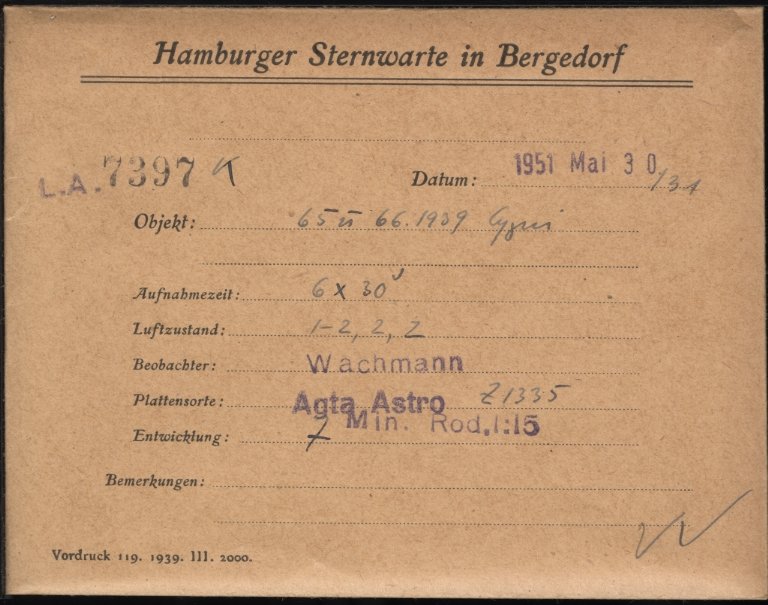 Hamburger Sternwarte in Bergedorf
L.A. 7397 K
Datum: 1951 Mai 30/31
Objekt: 65 u 66.1939 Cygni
Aufnahmezeit: 6 x 30
Luftzustand: 1-2, 2, 2
Beobachter: Wachmann
Plattensorte: Agfa Astro Z1335
Entwicklung: 7 Min. Rod. 1:15
Bemerkungen:
Vordruck 119. 1939. III. 2000.